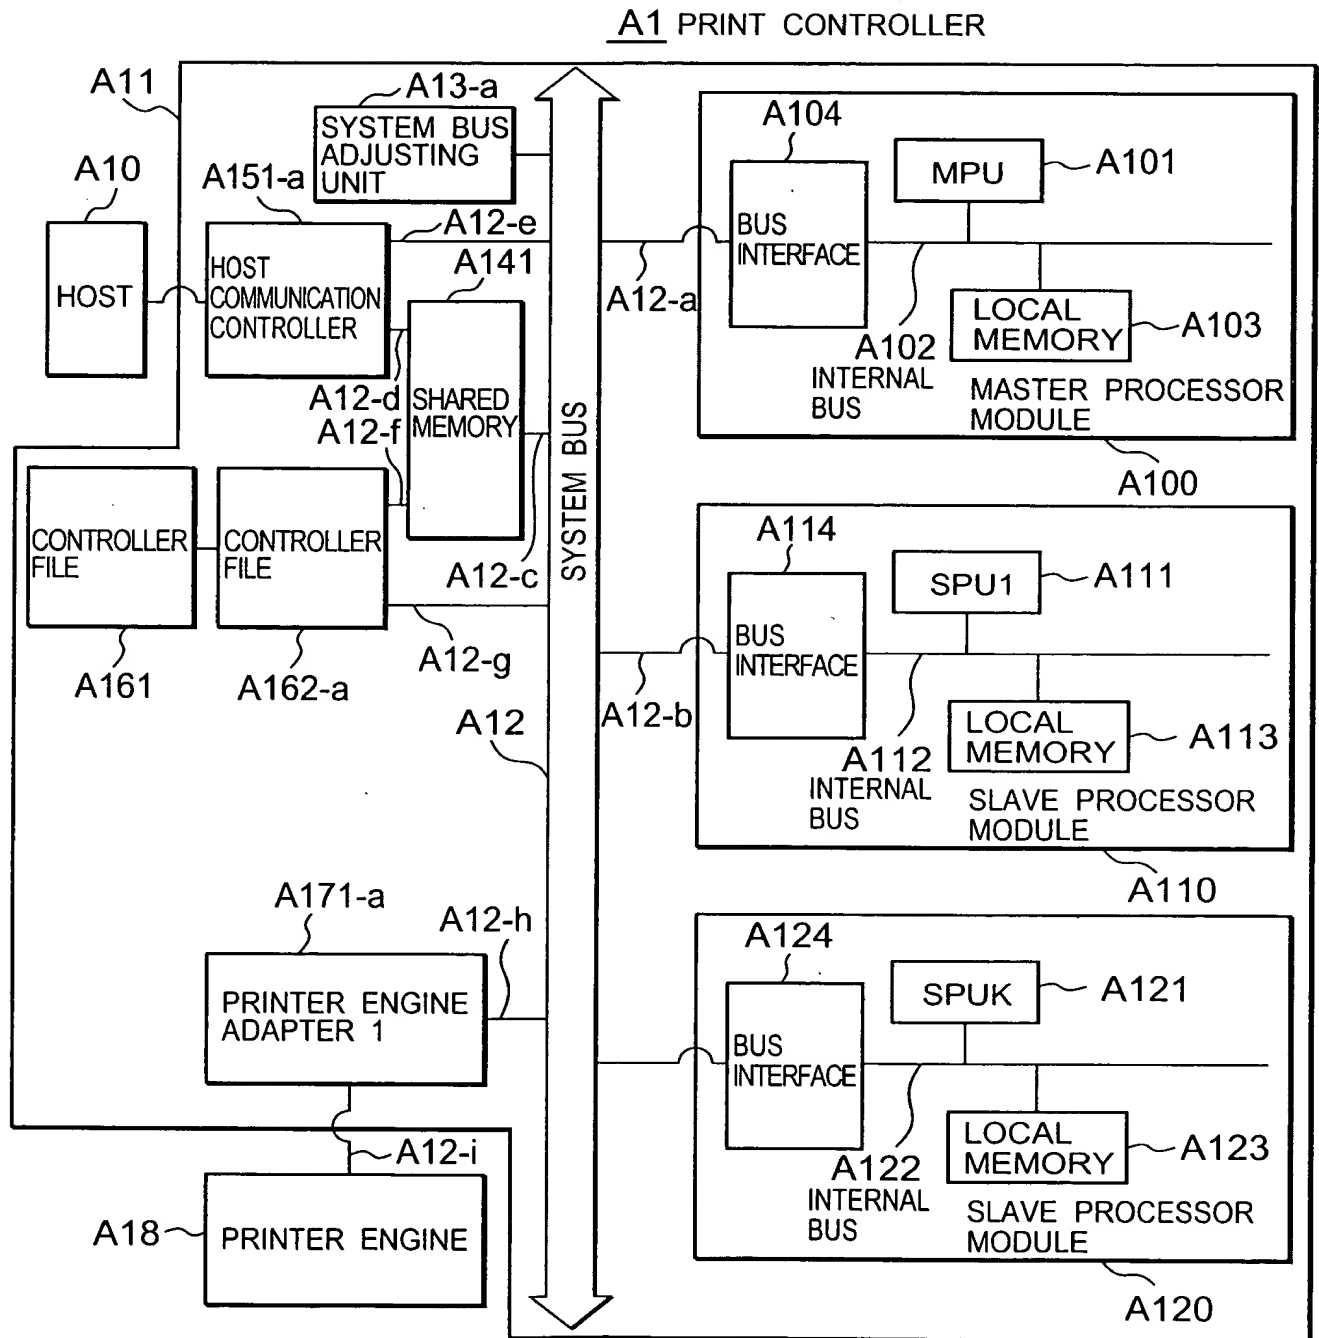 A1 PRINT CONTROLLER
A11
A13-a
SYSTEM BUS
ADJUSTING
UNIT
A10
HOST
A151-a
HOST
COMMUNICATION
CONTROLLER
A12-e
A141
SHARED
MEMORY
A12-d
A12-f
A12-c
CONTROLLER
FILE
A161
CONTROLLER
FILE
A162-a
A12-g
A12
SYSTEM BUS
A171-a
PRINTER ENGINE
ADAPTER 1
A12-h
A12-i
A18
PRINTER ENGINE
A104
BUS
INTERFACE
A12-a
MPU
A101
A102
INTERNAL
BUS
LOCAL
MEMORY
A103
MASTER PROCESSOR
MODULE
A100
A114
BUS
INTERFACE
A12-b
SPU1
A111
A112
INTERNAL
BUS
LOCAL
MEMORY
A113
SLAVE PROCESSOR
MODULE
A110
A124
BUS
INTERFACE
SPUK
A121
A122
INTERNAL
BUS
LOCAL
MEMORY
A123
SLAVE PROCESSOR
MODULE
A120